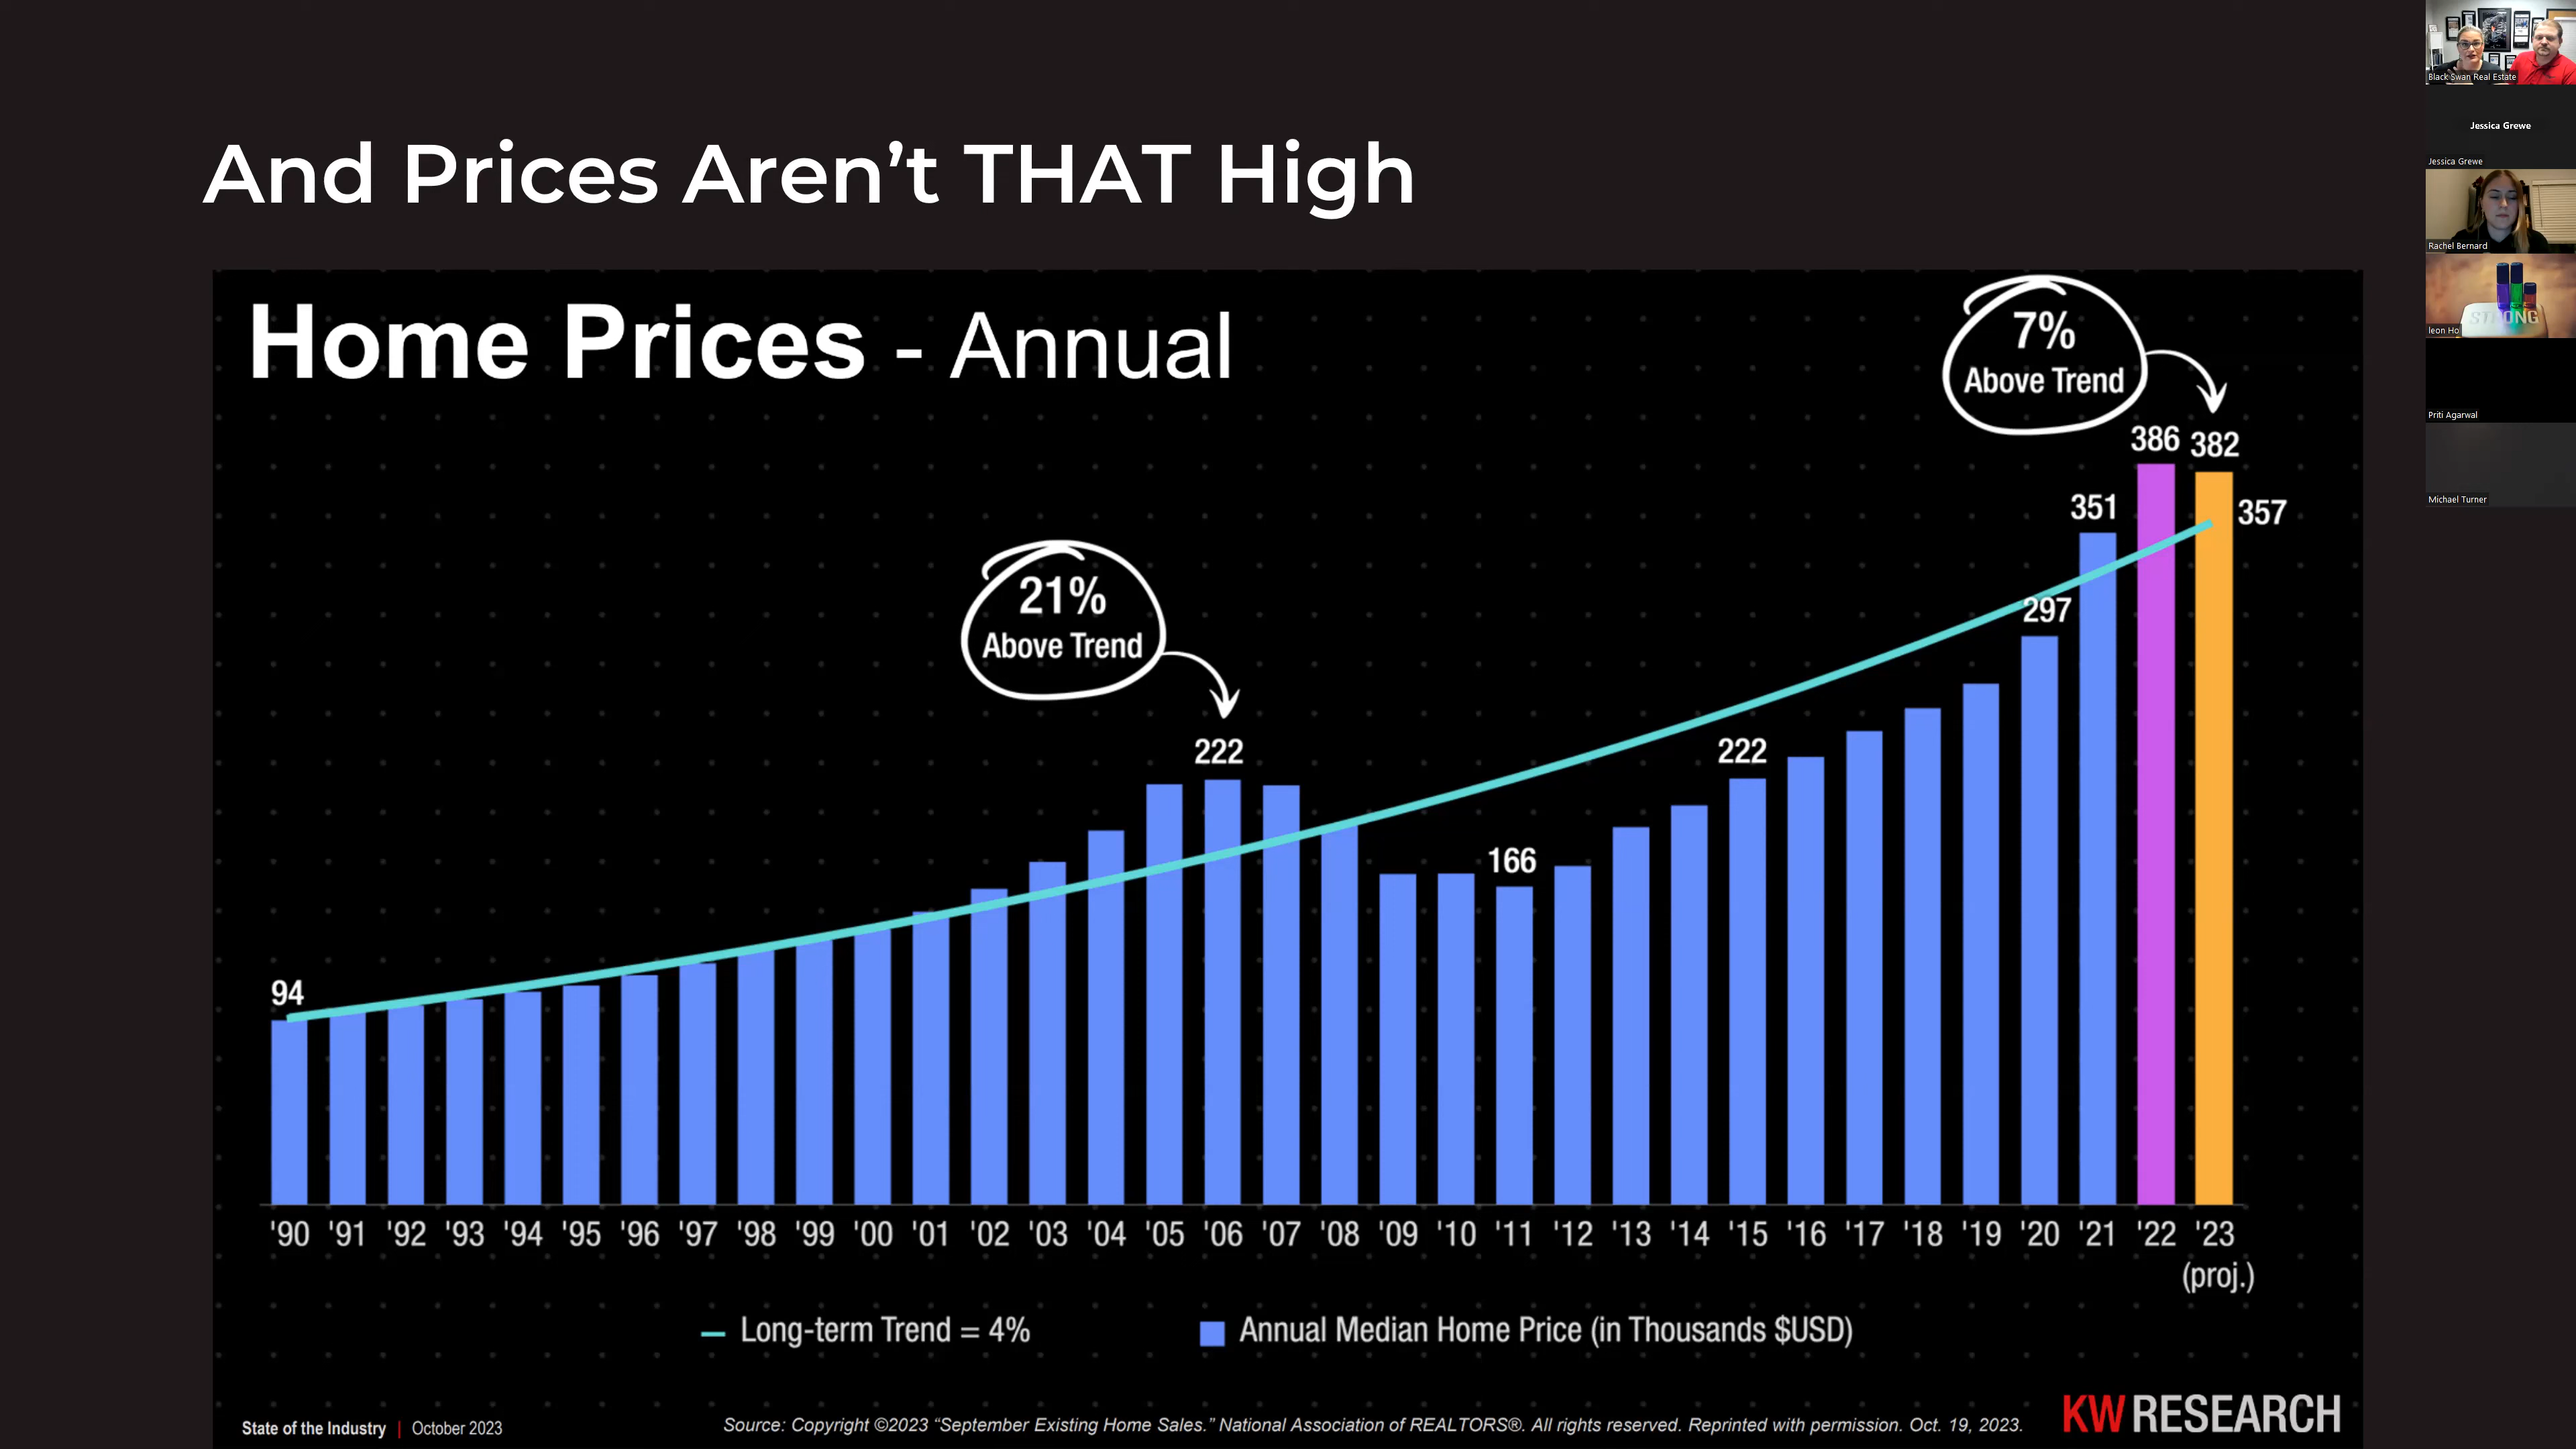 And Prices Aren’t THAT High
Home Prices - Annual
7%
Above Trend
386 382
351
357
297
21%
Above Trend
222
222
166
94
'90 '91 '92 '93 '94 '95 '96 '97 '98 '99 '00 '01 '02 '03 '04 '05 '06 '07 '08 '09 '10 '11 '12 '13 '14 '15 '16 '17 '18 '19 '20 '21 '22 '23
(proj.)
Long-term Trend = 4%
Annual Median Home Price (in Thousands $USD)
State of the Industry | October 2023
Source: Copyright ©2023 “September Existing Home Sales.” National Association of REALTORS®. All rights reserved. Reprinted with permission. Oct. 19, 2023.
KW RESEARCH
Black Swan Real Estate
Jessica Grewe
Jessica Grewe
Rachel Bernard
STRONG
leon Ho
Priti Agarwal
Michael Turner